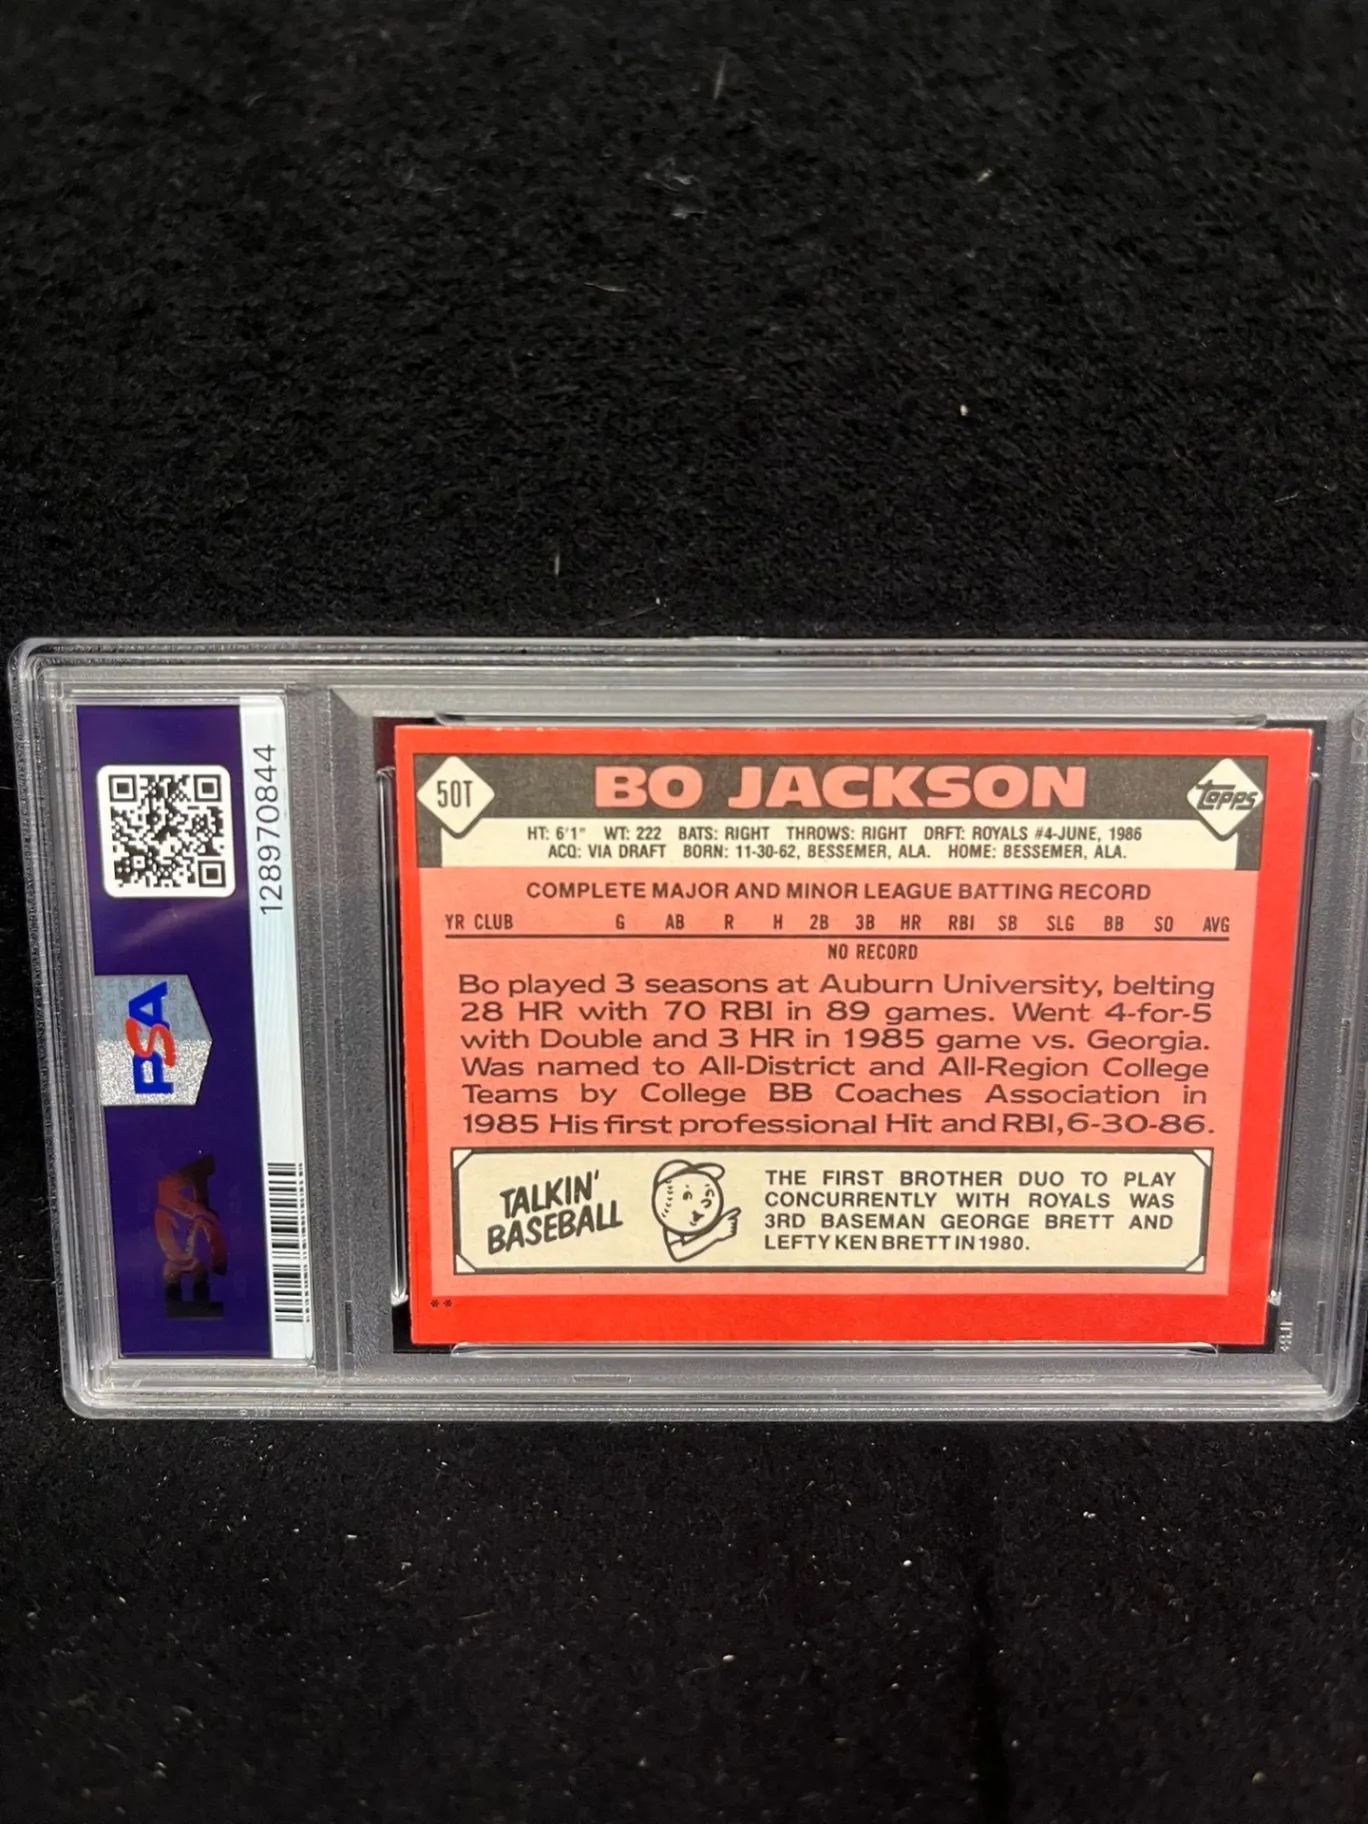 128970844
PSA
PSA
50T
BO JACKSON
topps
HT: 6'1" WT: 222 BATS: RIGHT THROWS: RIGHT DRFT: ROYALS #4-JUNE, 1986
ACQ: VIA DRAFT BORN: 11-30-62, BESSEMER, ALA. HOME: BESSEMER, ALA.
COMPLETE MAJOR AND MINOR LEAGUE BATTING RECORD
YR CLUB G AB R H 2B 3B HR RBI SB SLG BB SO AVG
NO RECORD
Bo played 3 seasons at Auburn University, belting
28 HR with 70 RBI in 89 games. Went 4-for-5
with Double and 3 HR in 1985 game vs. Georgia.
Was named to All-District and All-Region College
Teams by College BB Coaches Association in
1985 His first professional Hit and RBI, 6-30-86.
TALKIN'
BASEBALL
THE FIRST BROTHER DUO TO PLAY
CONCURRENTLY WITH ROYALS WAS
3RD BASEMAN GEORGE BRETT AND
LEFTY KEN BRETT IN 1980.
**